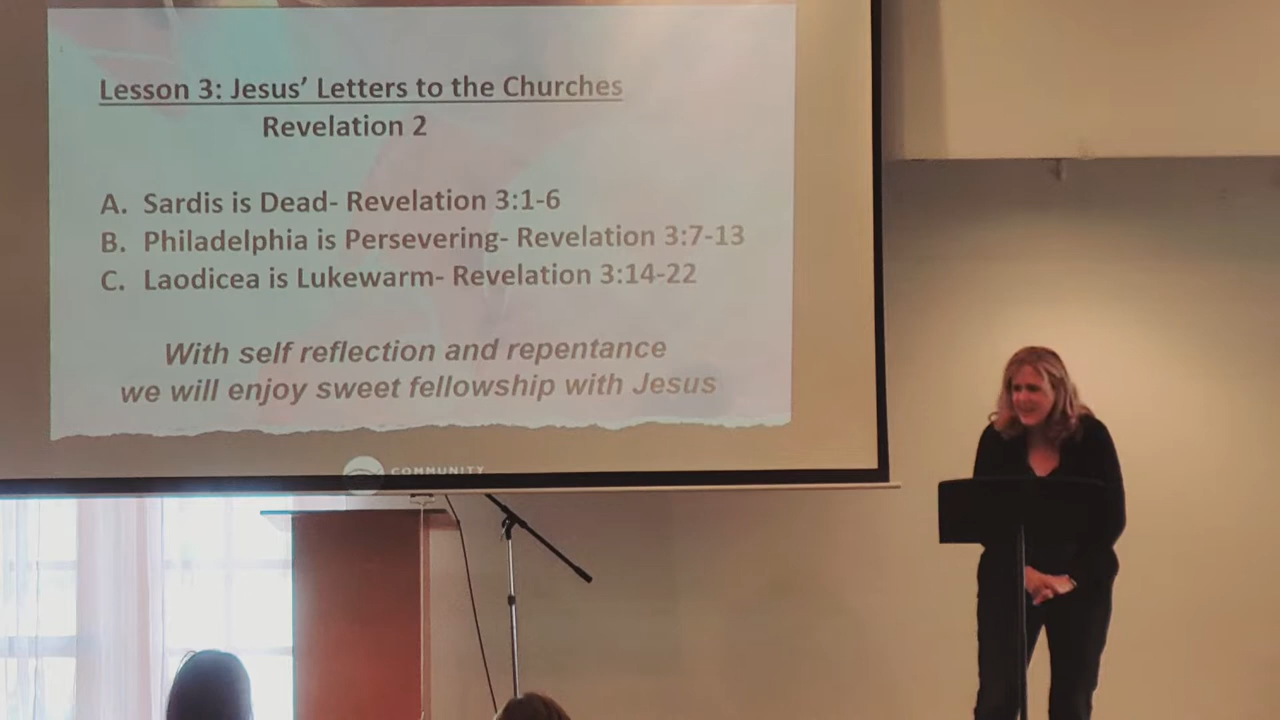 Lesson 3: Jesus’ Letters to the Churches
Revelation 2
A. Sardis is Dead- Revelation 3:1-6
B. Philadelphia is Persevering- Revelation 3:7-13
C. Laodicea is Lukewarm- Revelation 3:14-22
With self reflection and repentance
we will enjoy sweet fellowship with Jesus
COMMUNITY